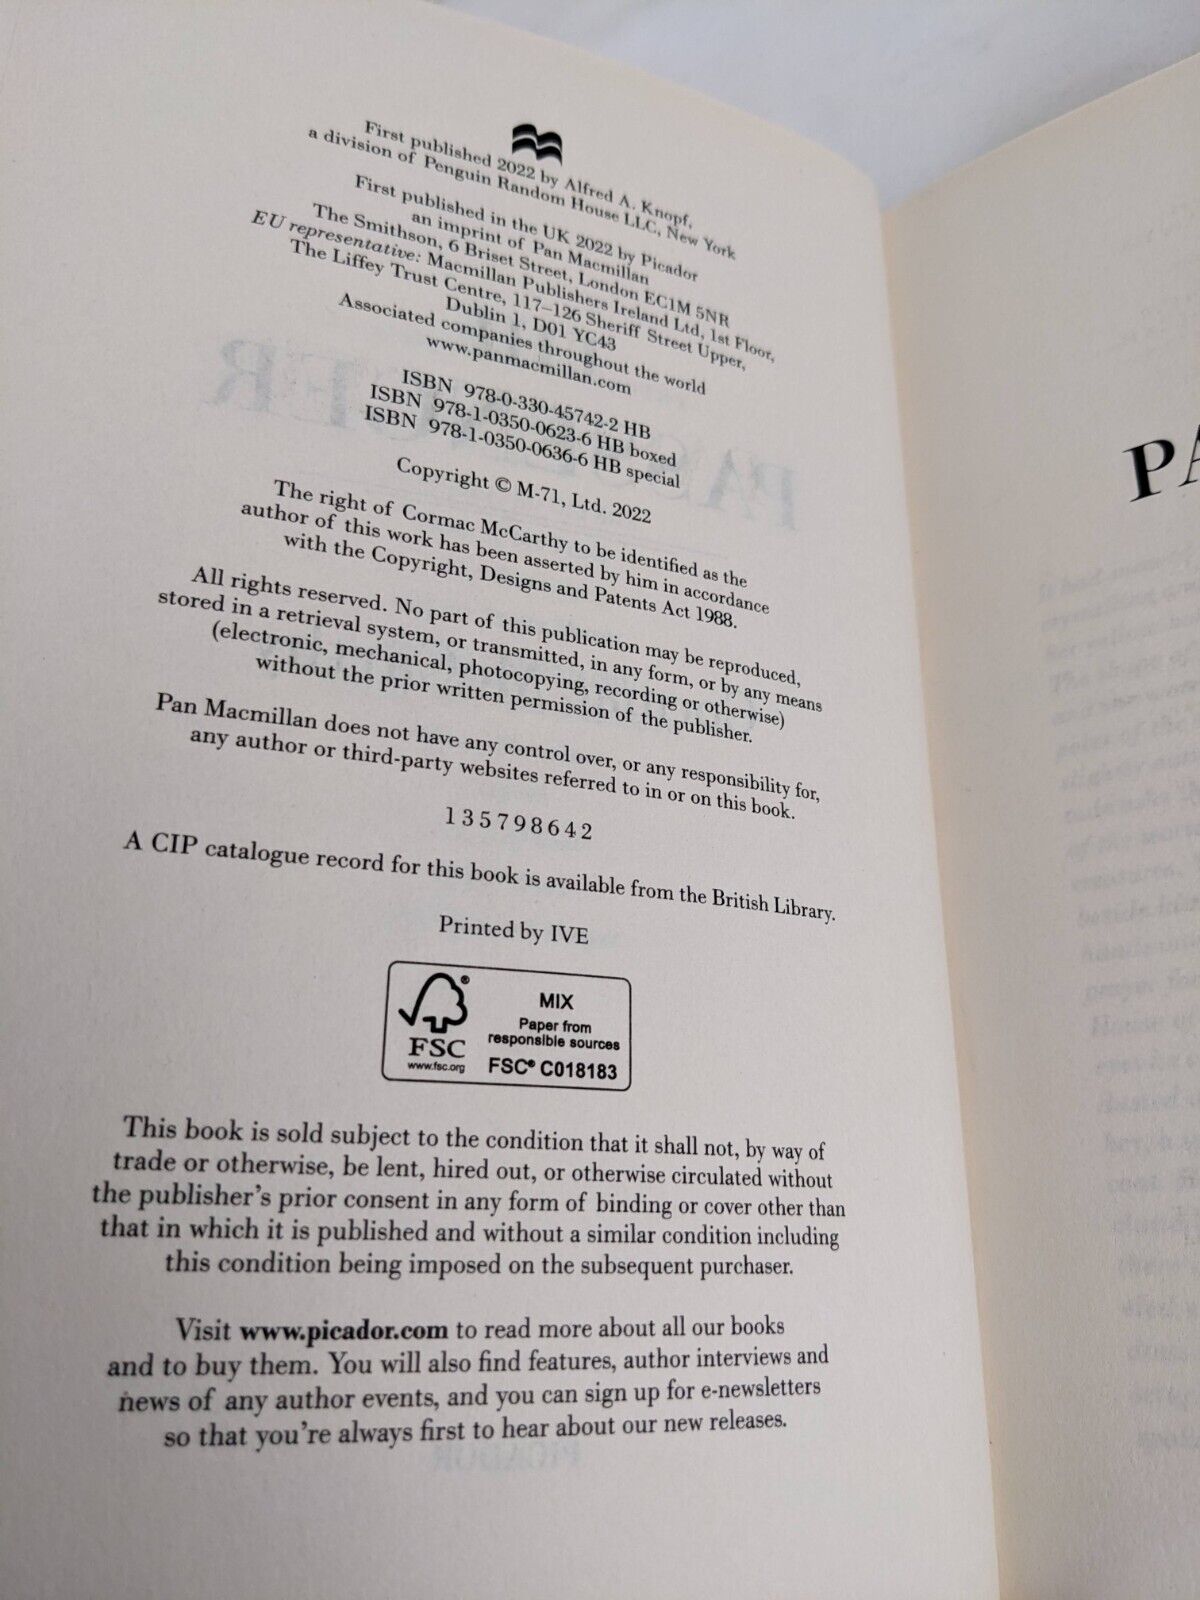 First published 2022 by Alfred A. Knopf,
a division of Penguin Random House LLC, New York
First published in the UK 2022 by Picador
an imprint of Pan Macmillan
The Smithson, 6 Briset Street, London EC1M 5NR
EU representative: Macmillan Publishers Ireland Ltd, 1st Floor,
The Liffey Trust Centre, 117–126 Sheriff Street Upper,
Dublin 1, D01 YC43
Associated companies throughout the world
www.panmacmillan.com
ISBN 978-0-330-45742-2 HB
ISBN 978-1-0350-0623-6 HB boxed
ISBN 978-1-0350-0636-6 HB special
Copyright © M-71, Ltd. 2022
The right of Cormac McCarthy to be identified as the
author of this work has been asserted by him in accordance
with the Copyright, Designs and Patents Act 1988.
All rights reserved. No part of this publication may be reproduced,
stored in a retrieval system, or transmitted, in any form, or by any means
(electronic, mechanical, photocopying, recording or otherwise)
without the prior written permission of the publisher.
Pan Macmillan does not have any control over, or any responsibility for,
any author or third-party websites referred to in or on this book.
1 3 5 7 9 8 6 4 2
A CIP catalogue record for this book is available from the British Library.
Printed by IVE
FSC
www.fsc.org
MIX
Paper from
responsible sources
FSC® C018183
This book is sold subject to the condition that it shall not, by way of
trade or otherwise, be lent, hired out, or otherwise circulated without
the publisher's prior consent in any form of binding or cover other than
that in which it is published and without a similar condition including
this condition being imposed on the subsequent purchaser.
Visit www.picador.com to read more about all our books
and to buy them. You will also find features, author interviews and
news of any author events, and you can sign up for e-newsletters
so that you're always first to hear about our new releases.
PA